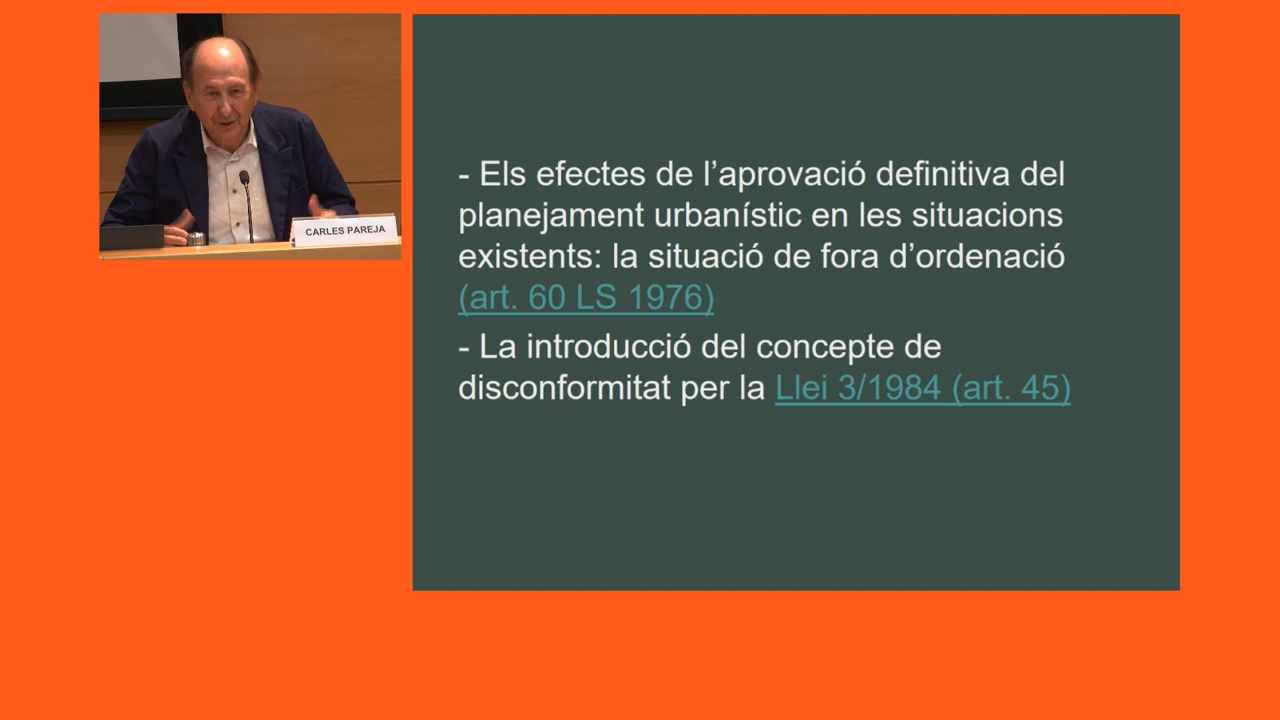 CARLES PAREJA
- Els efectes de l’aprovació definitiva del
planejament urbanístic en les situacions
existents: la situació de fora d’ordenació
(art. 60 LS 1976)
- La introducció del concepte de
disconformitat per la Llei 3/1984 (art. 45)